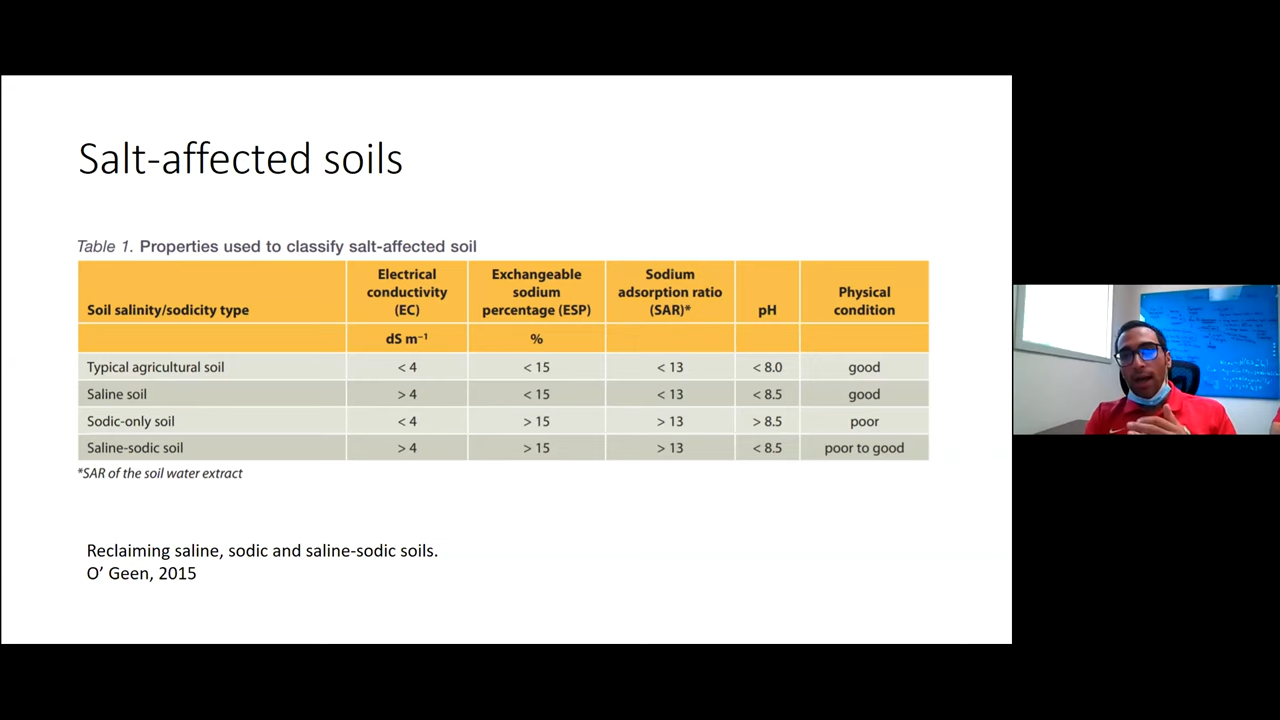 Salt-affected soils
Table 1. Properties used to classify salt-affected soil
Soil salinity/sodicity type
Electrical conductivity (EC)
Exchangeable sodium percentage (ESP)
Sodium adsorption ratio (SAR)*
pH
Physical condition
dS m⁻¹
%
Typical agricultural soil < 4 < 15 < 13 < 8.0 good
Saline soil > 4 < 15 < 13 < 8.5 good
Sodic-only soil < 4 > 15 > 13 > 8.5 poor
Saline-sodic soil > 4 > 15 > 13 < 8.5 poor to good
*SAR of the soil water extract
Reclaiming saline, sodic and saline-sodic soils.
O’ Geen, 2015